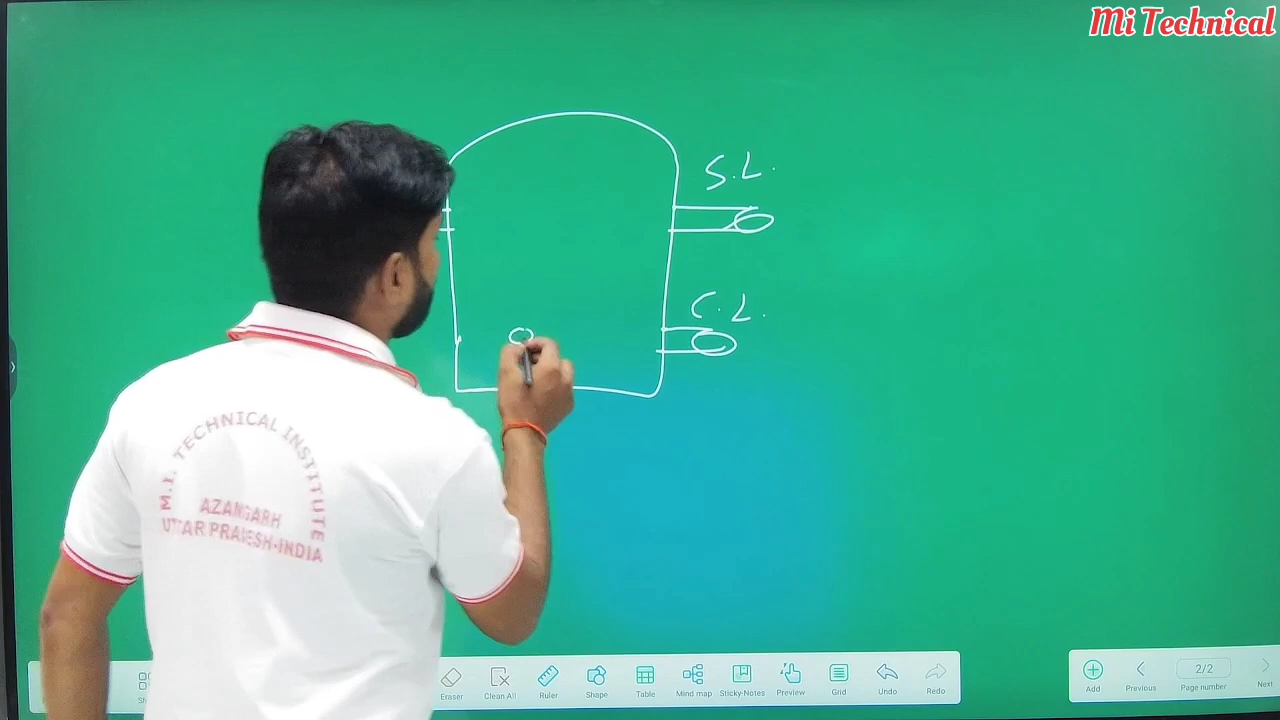 Mi Technical
S.L.
C.L.
M.I. TECHNICAL INSTITUTE
AZAMGARH
UTTAR PRADESH-INDIA
Eraser
Clean All
Ruler
Shape
Table
Mind map
Sticky-Notes
Preview
Grid
Undo
Redo
Add
Previous
2/2
Page number
Next